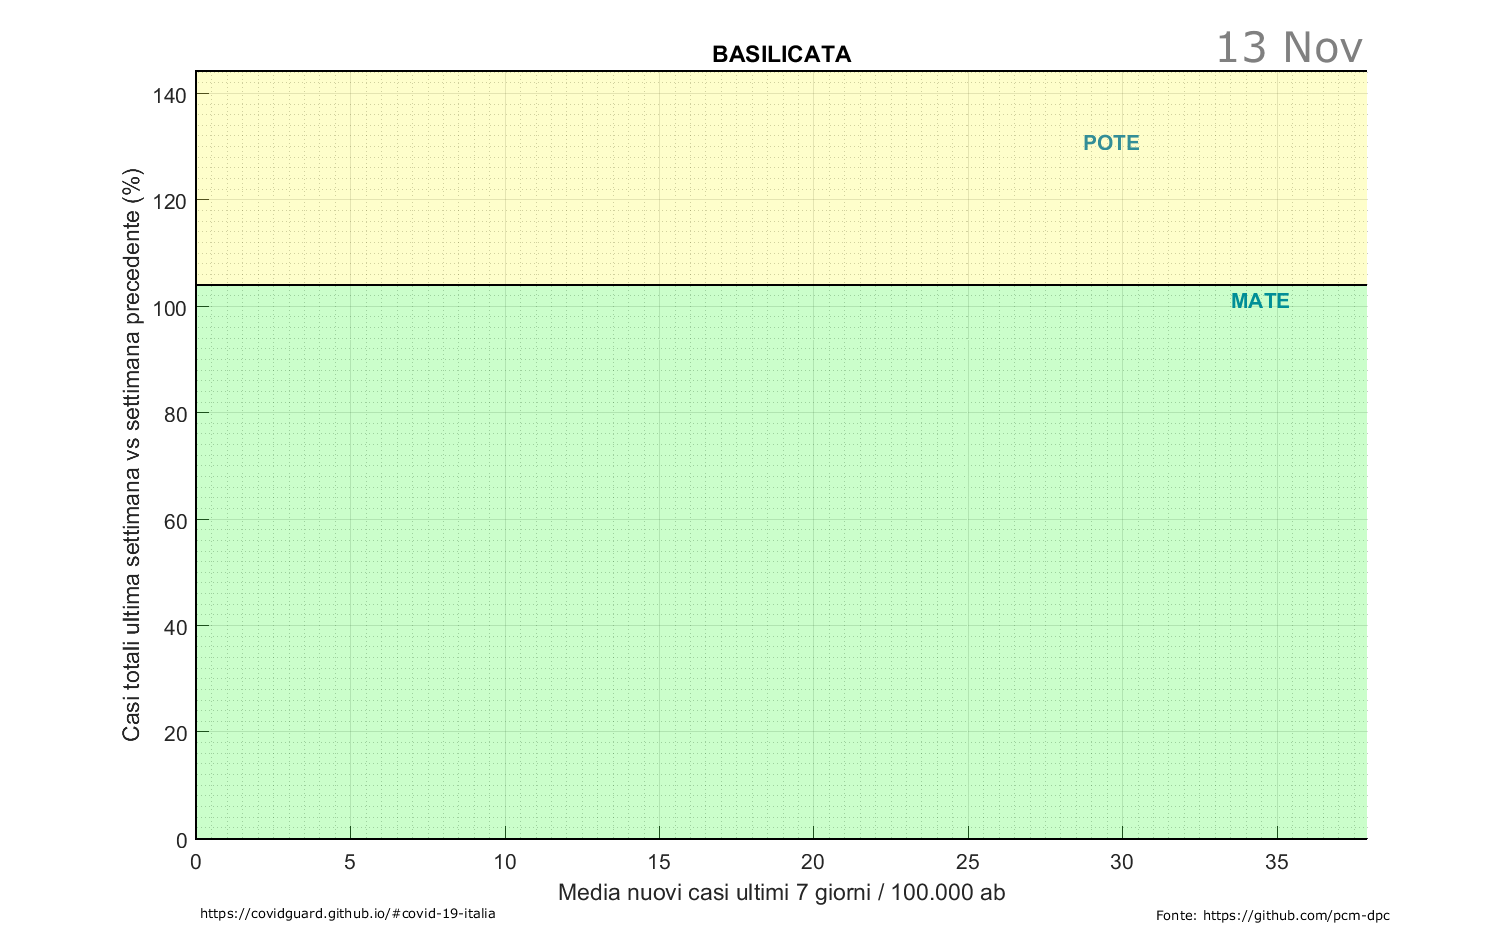 BASILICATA
13 Nov
140
POTE
120
100
MATE
80
60
40
20
0
Casi totali ultima settimana vs settimana precedente (%)
0 5 10 15 20 25 30 35
Media nuovi casi ultimi 7 giorni / 100.000 ab
https://covidguard.github.io/#covid-19-italia
Fonte: https://github.com/pcm-dpc